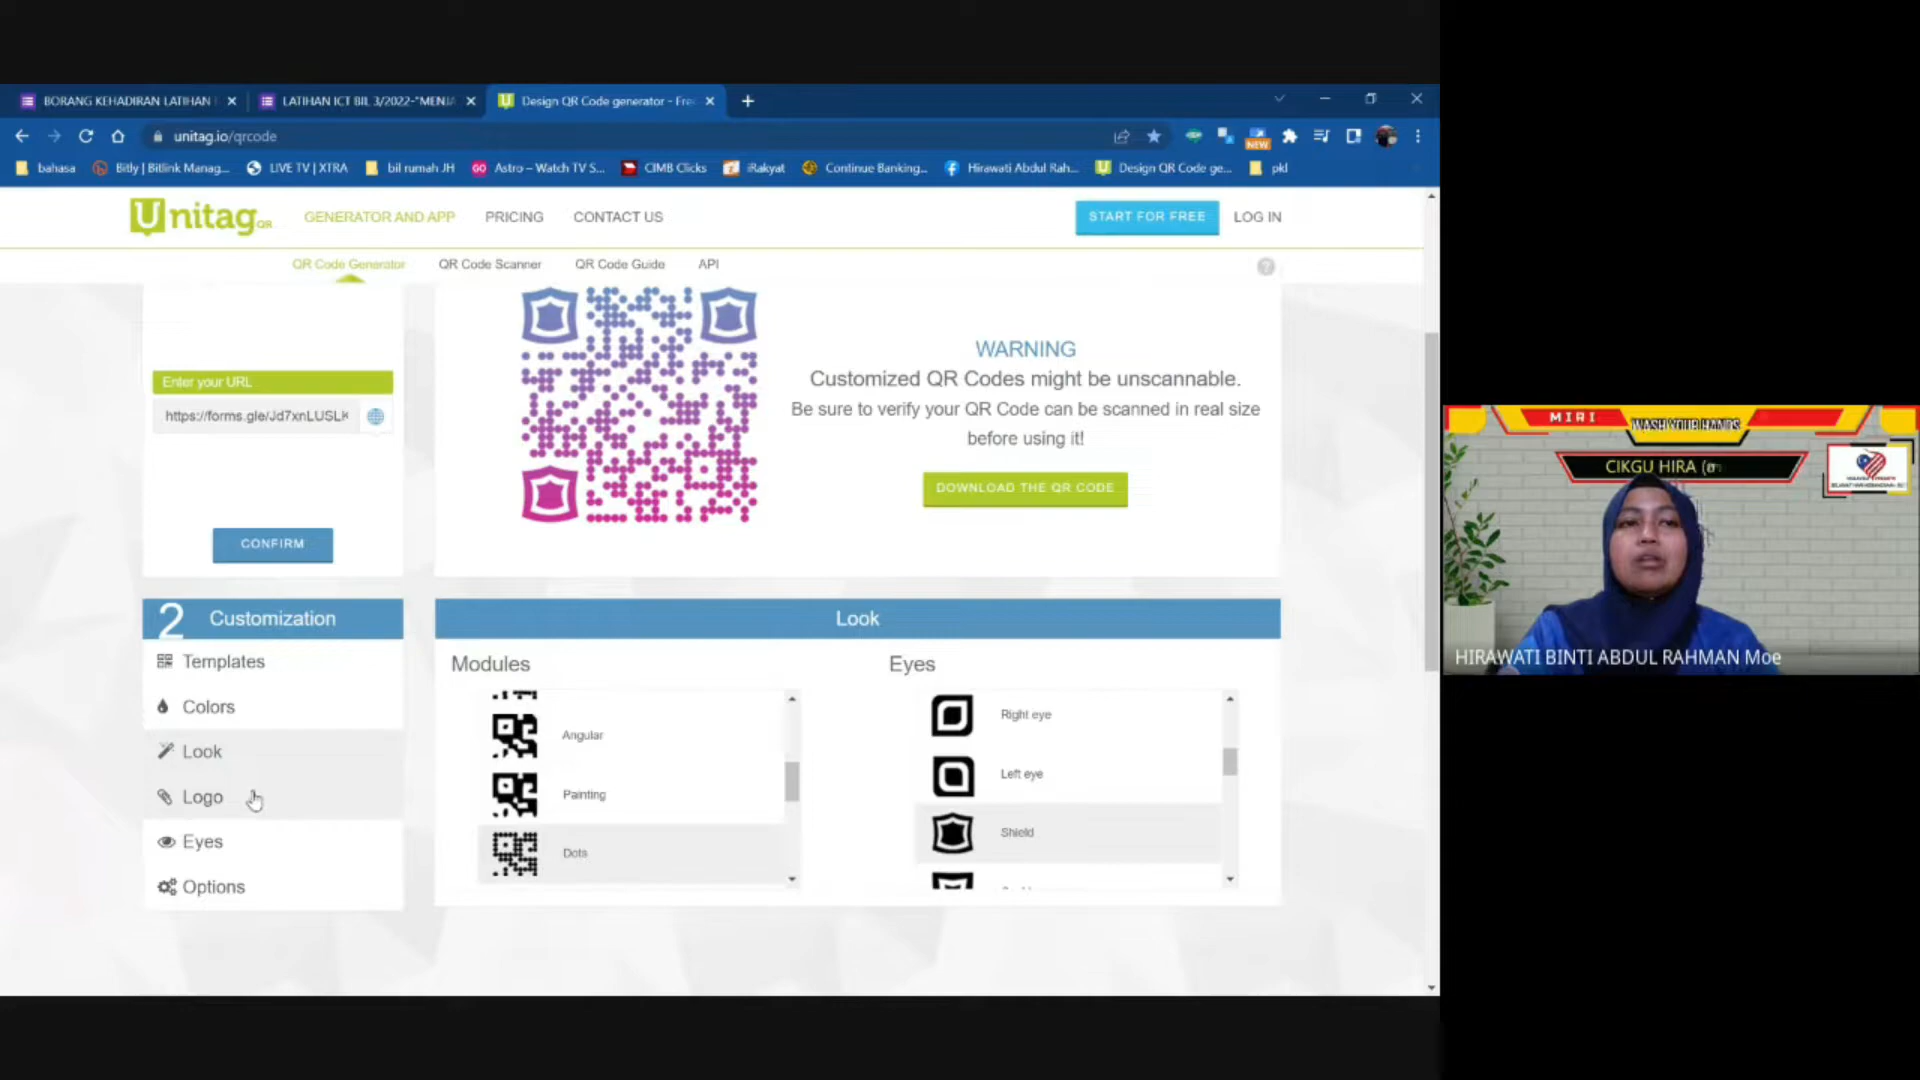 BORANG KEHADIRAN LATIHAN
LATIHAN ICT BIL 3/2022-"MENJA
Design QR Code generator - Free
unitag.io/qrcode
NEW
bahasa
Bitly | Bitlink Manag...
LIVE TV | XTRA
bil rumah JH
GO
Astro – Watch TV S...
CIMB Clicks
iRakyat
Continue Banking...
Hirawati Abdul Rah...
Design QR Code ge...
pkl
Unitag QR
GENERATOR AND APP
PRICING
CONTACT US
START FOR FREE
LOG IN
QR Code Generator
QR Code Scanner
QR Code Guide
API
?
Enter your URL
https://forms.gle/Jd7xnLUSLK
CONFIRM
WARNING
Customized QR Codes might be unscannable.
Be sure to verify your QR Code can be scanned in real size
before using it!
DOWNLOAD THE QR CODE
2 Customization
Templates
Colors
Look
Logo
Eyes
Options
Look
Modules
Angular
Painting
Dots
Eyes
Right eye
Left eye
Shield
MIRI
WASH YOUR HANDS
CIKGU HIRA
HIRAWATI BINTI ABDUL RAHMAN Moe